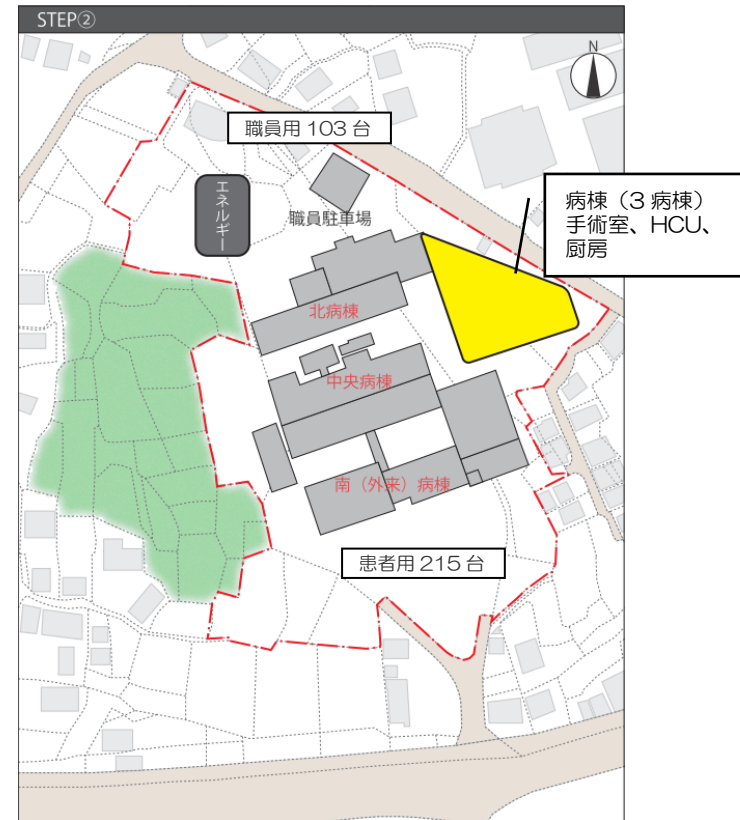 STEP②
N
職員用 103 台
エネルギー
職員駐車場
病棟（3 病棟）
手術室、HCU、
厨房
北病棟
中央病棟
南（外来）病棟
患者用 215 台